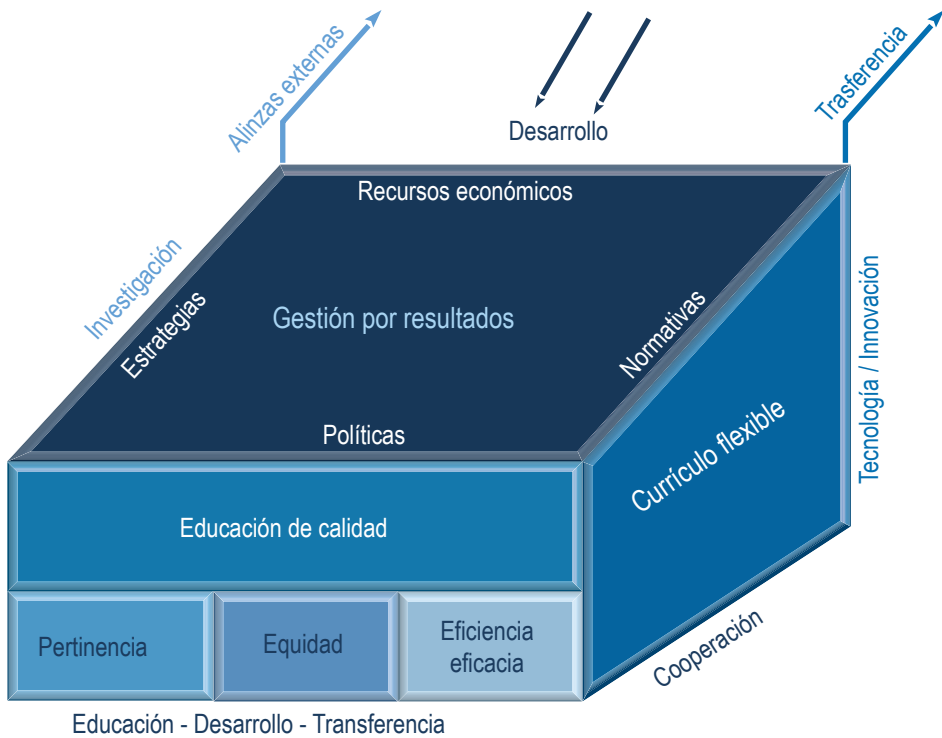 Alinzas externas
Trasferencia
Desarrollo
Recursos económicos
Investigación
Estrategias
Gestión por resultados
Normativas
Tecnología / Innovación
Políticas
Currículo flexible
Educación de calidad
Pertinencia
Equidad
Eficiencia
eficacia
Cooperación
Educación - Desarrollo - Transferencia